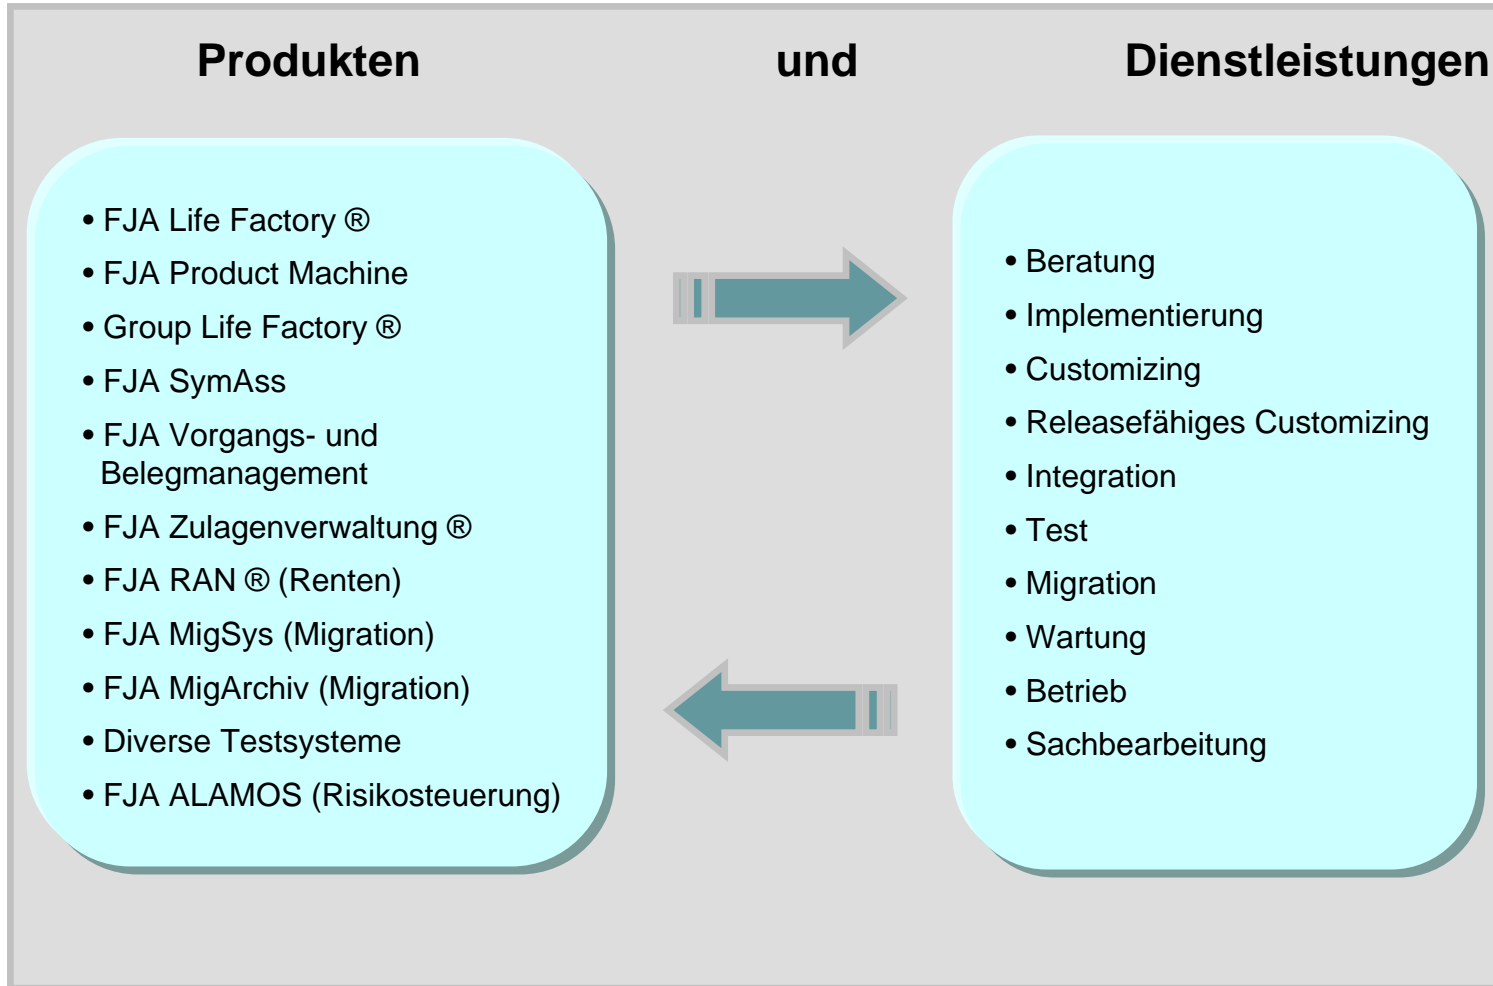 Produkten und Dienstleistungen
• FJA Life Factory ®
• FJA Product Machine
• Group Life Factory ®
• FJA SymAss
• FJA Vorgangs- und
Belegmanagement
• FJA Zulagenverwaltung ®
• FJA RAN ® (Renten)
• FJA MigSys (Migration)
• FJA MigArchiv (Migration)
• Diverse Testsysteme
• FJA ALAMOS (Risikosteuerung)
• Beratung
• Implementierung
• Customizing
• Releasefähiges Customizing
• Integration
• Test
• Migration
• Wartung
• Betrieb
• Sachbearbeitung